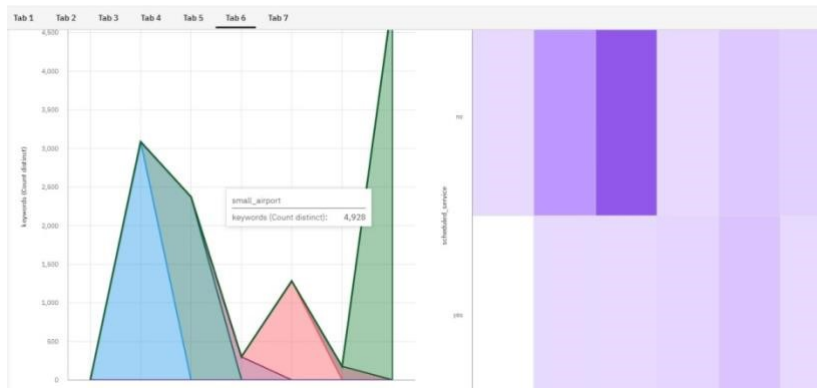 Tab 1 Tab 2 Tab 3 Tab 4 Tab 5 Tab 6 Tab 7
4,500
4,000
3,500
3,000
2,500
2,000
1,500
1,000
500
0
keywords (Count distinct)
small_airport
keywords (Count distinct): 4,928
scheduled_service
no
yes